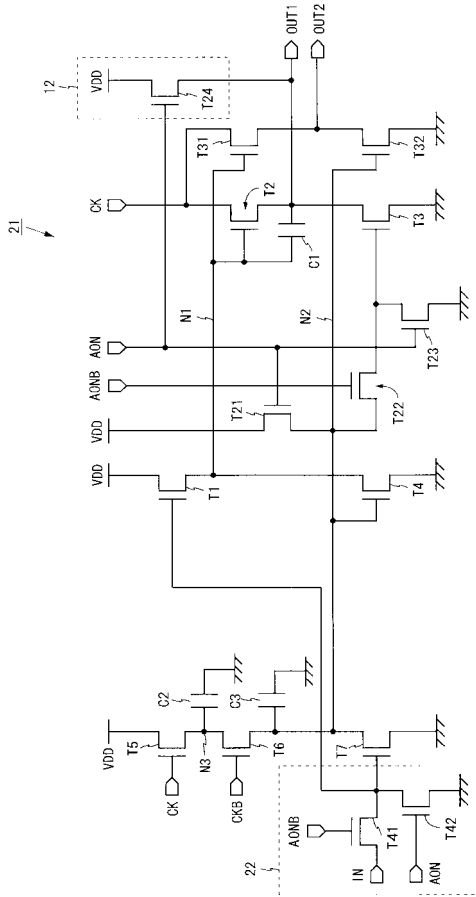 21
12
VDD
T24
OUT1
OUT2
CK
T31
T2
C1
T32
T3
N1
N2
AON
AONB
VDD
T21
T22
T23
VDD
T1
T4
VDD
T5
C2
N3
C3
CK
CKB
T6
T7
22
AONB
IN
T41
AON
T42